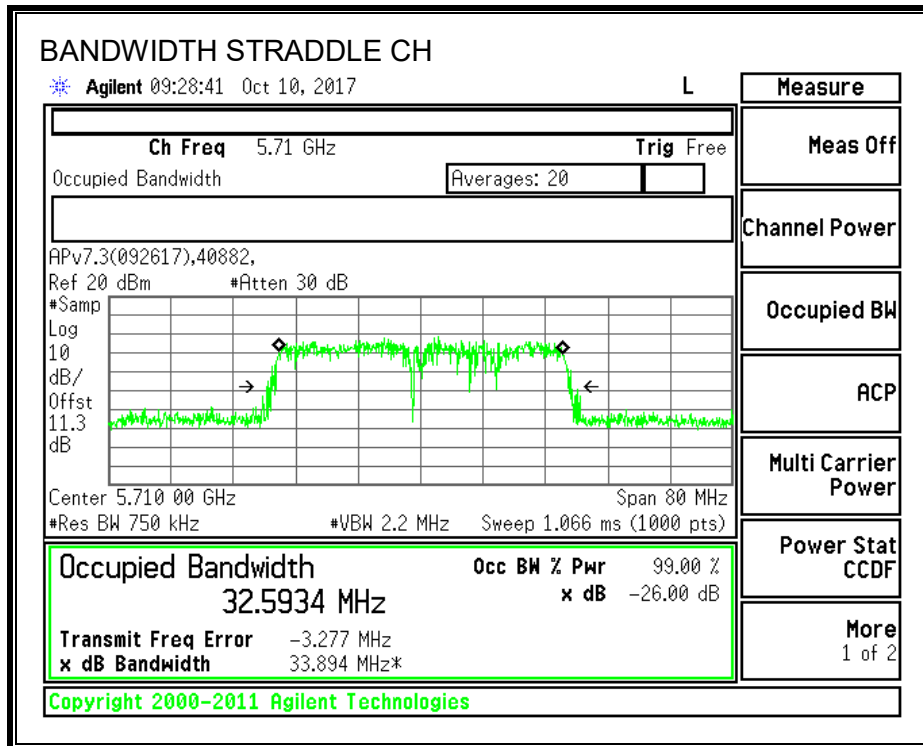 BANDWIDTH STRADDLE CH
Agilent 09:28:41 Oct 10, 2017 L
Measure
Ch Freq 5.71 GHz Trig Free
Meas Off
Occupied Bandwidth Averages: 20
Channel Power
APv7.3(092617),40882,
Ref 20 dBm #Atten 30 dB
#Samp
Log
10
dB/
Offst
11.3
dB
Occupied BW
ACP
Multi Carrier
Power
Center 5.710 00 GHz Span 80 MHz
#Res BW 750 kHz #VBW 2.2 MHz Sweep 1.066 ms (1000 pts)
Power Stat
CCDF
Occupied Bandwidth Occ BW % Pwr 99.00 %
32.5934 MHz x dB -26.00 dB
Transmit Freq Error -3.277 MHz
x dB Bandwidth 33.894 MHz*
More
1 of 2
Copyright 2000-2011 Agilent Technologies